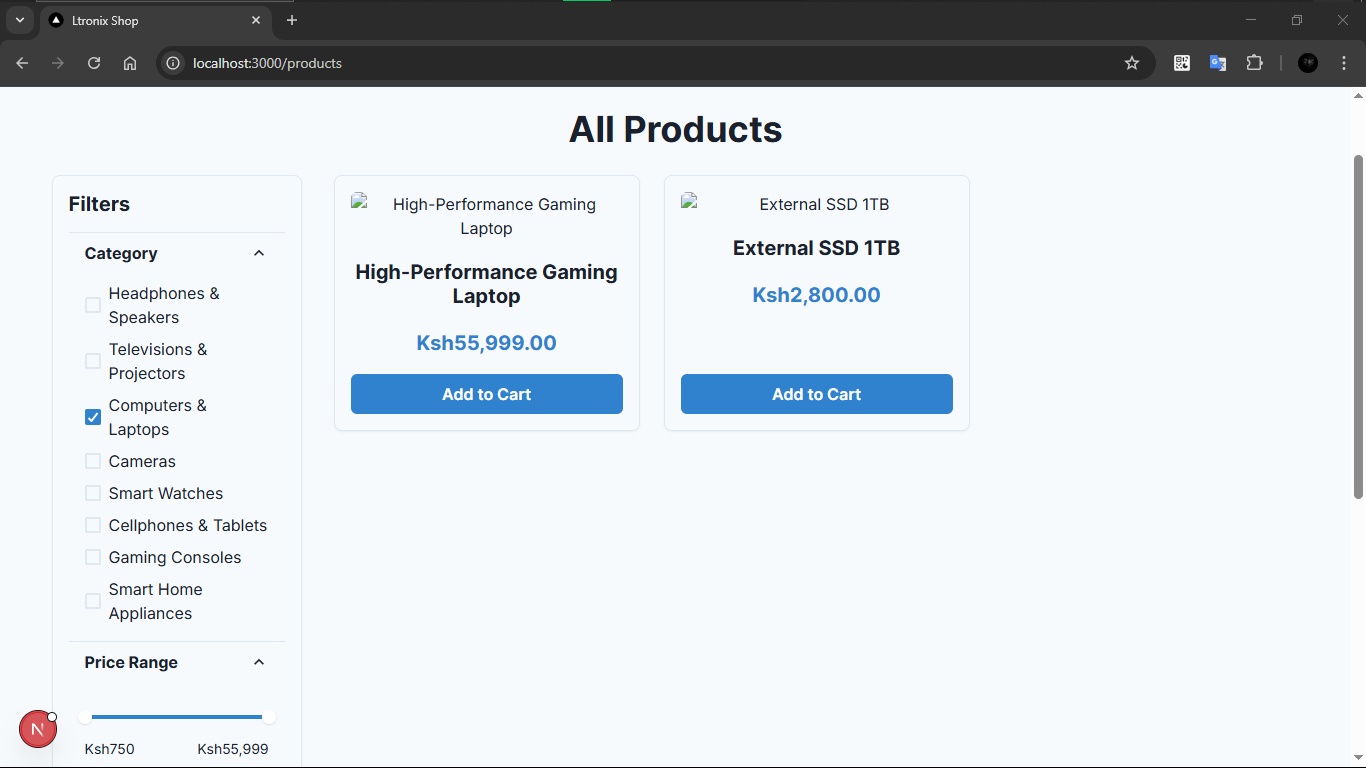 Ltronix Shop
localhost:3000/products
All Products
Filters
Category
Headphones &
Speakers
Televisions &
Projectors
Computers &
Laptops
Cameras
Smart Watches
Cellphones & Tablets
Gaming Consoles
Smart Home
Appliances
Price Range
Ksh750 Ksh55,999
N
High-Performance Gaming
Laptop
High-Performance Gaming
Laptop
Ksh55,999.00
Add to Cart
External SSD 1TB
External SSD 1TB
Ksh2,800.00
Add to Cart